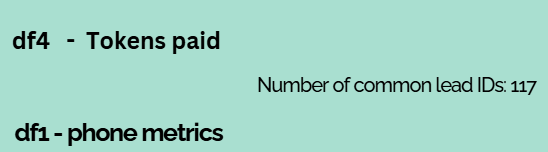 df4 - Tokens paid
Number of common lead IDs: 117
df1 - phone metrics